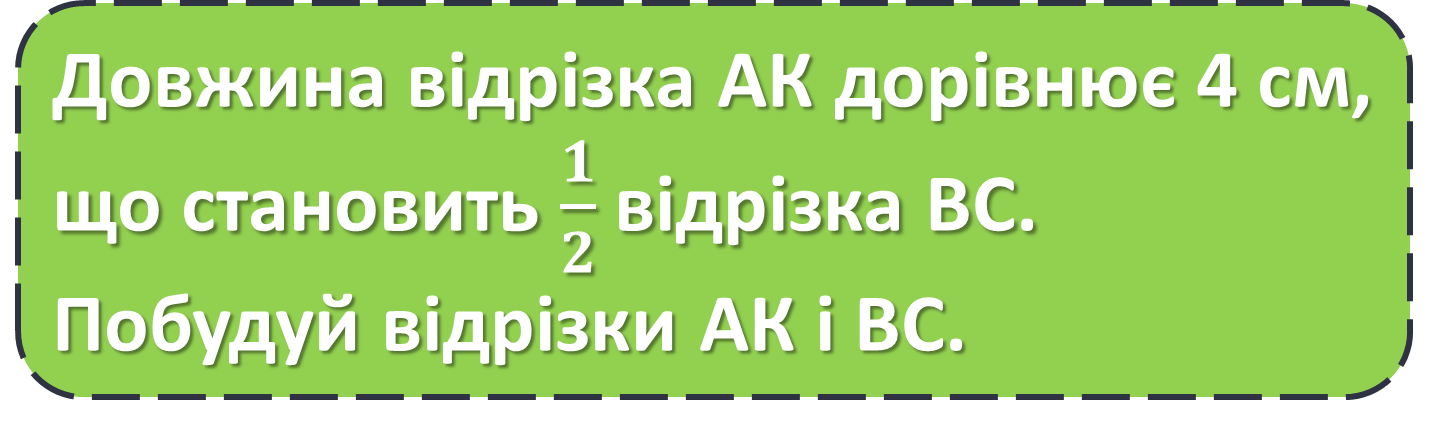 Довжина відрізка АК дорівнює 4 см,
що становить 1/2 відрізка ВС.
Побудуй відрізки АК і ВС.